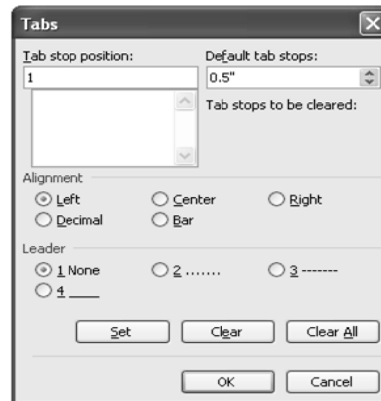 Tabs
Tab stop position: Default tab stops:
1 0.5"
Tab stops to be cleared:
Alignment
Left Center Right
Decimal Bar
Leader
1 None 2 ....... 3 -------
4 ____
Set Clear Clear All
OK Cancel